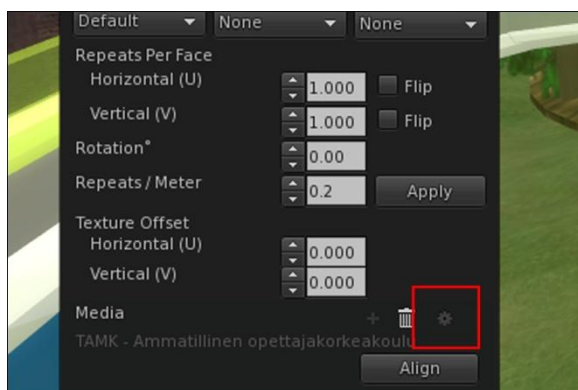 Default None None
Repeats Per Face
Horizontal (U) 1.000 Flip
Vertical (V) 1.000 Flip
Rotation° 0.00
Repeats / Meter 0.2 Apply
Texture Offset
Horizontal (U) 0.000
Vertical (V) 0.000
Media
TAMK - Ammatillinen opettajakorkeakoulu
Align